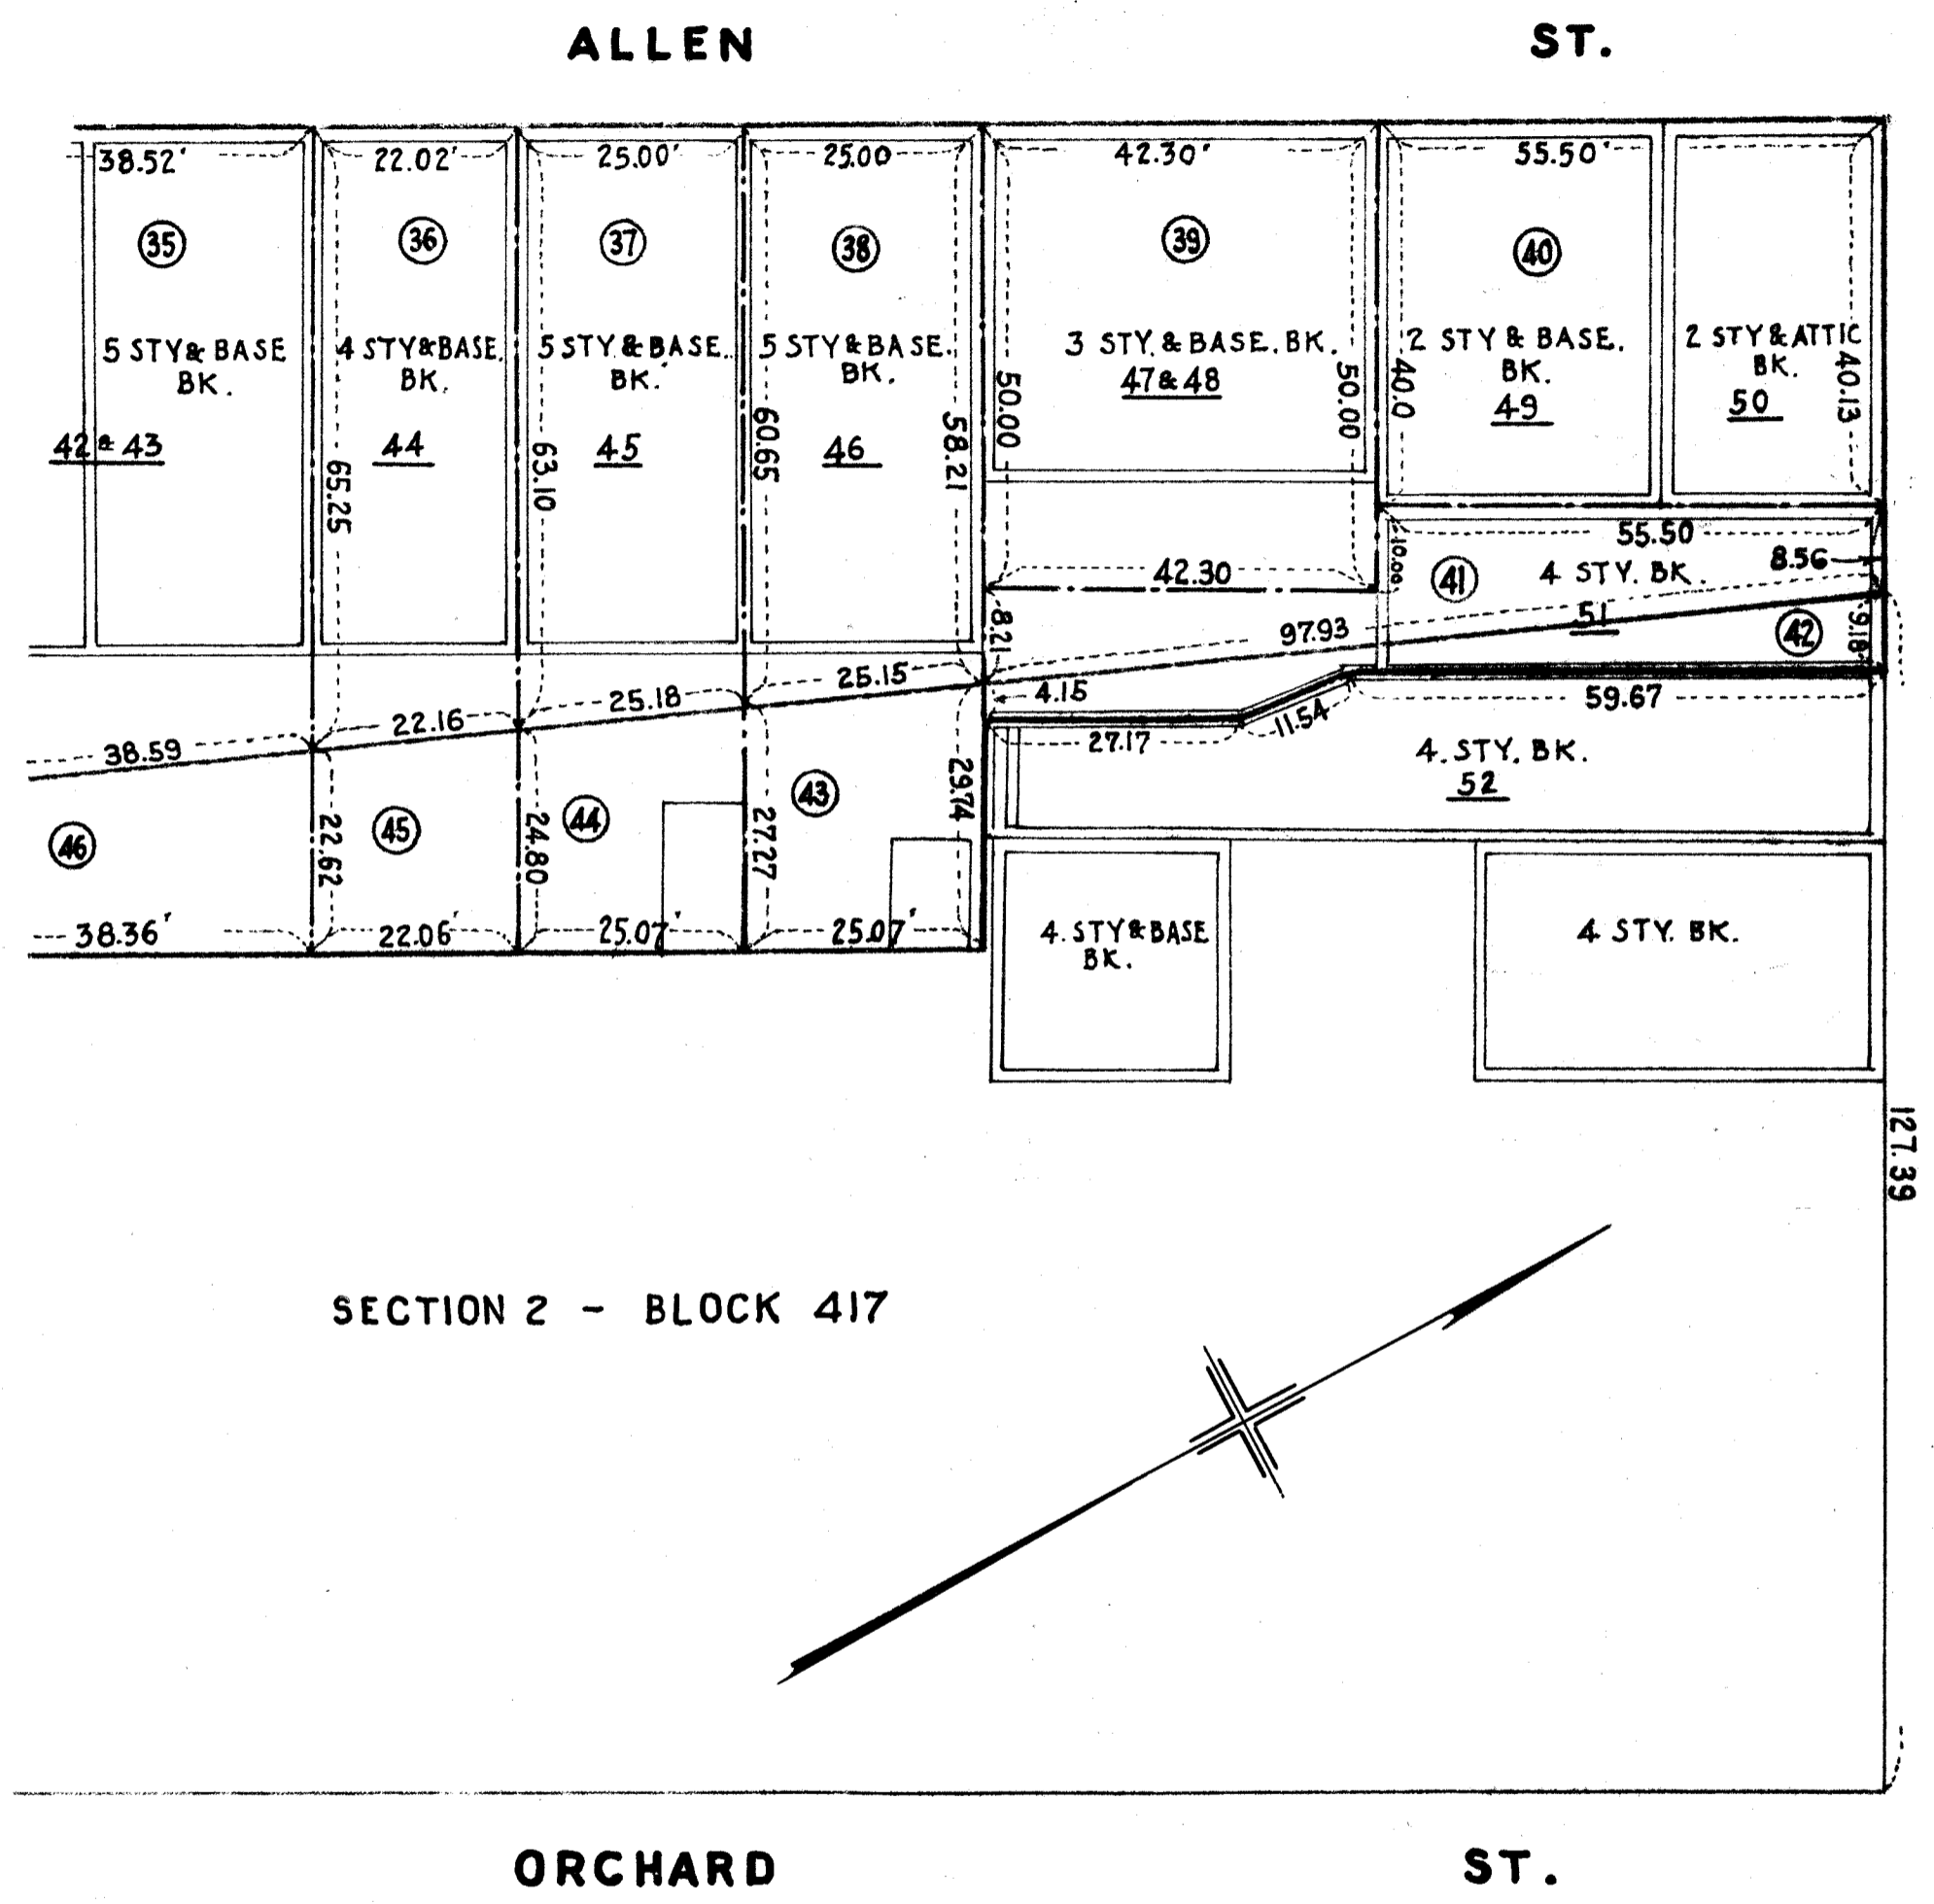 ALLEN ST.
38.52'
22.02'
25.00'
25.00
42.30'
55.50'
35
36
37
38
39
40
5 STY & BASE
BK.
42 & 43
4 STY & BASE.
BK.
44
5 STY. & BASE.
BK.
45
5 STY & BASE.
BK.
46
3 STY. & BASE. BK.
47 & 48
2 STY & BASE.
BK.
49
2 STY & ATTIC
BK.
50
65.25
63.10
60.65
58.21
50.00
50.00
40.0
40.13
42.30
55.50
10.00
41
4 STY. BK.
51
8.56
42
9.18
8.21
97.93
38.59
22.16
25.18
25.15
4.15
27.17
11.54
59.67
4. STY. BK.
52
46
45
44
43
22.62
24.80
27.27
29.74
38.36'
22.06'
25.07'
25.07'
4. STY & BASE
BK.
4 STY. BK.
127.39
SECTION 2 - BLOCK 417
ORCHARD ST.